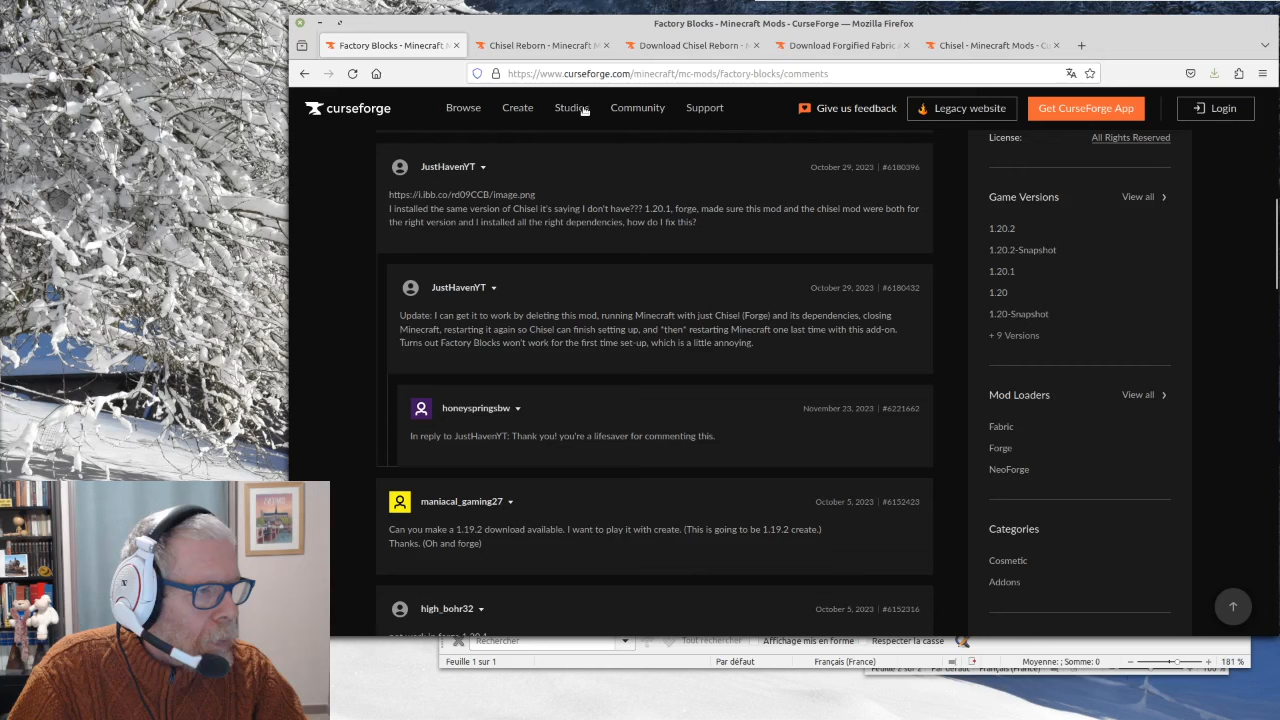 Factory Blocks - Minecraft Mods - CurseForge — Mozilla Firefox
Factory Blocks - Minecraft M
Chisel Reborn - Minecraft M
Download Chisel Reborn - M
Download Forgified Fabric A
Chisel - Minecraft Mods - Cu
https://www.curseforge.com/minecraft/mc-mods/factory-blocks/comments
curseforge
Browse
Create
Studios
Community
Support
Give us feedback
Legacy website
Get CurseForge App
Login
JustHavenYT
October 29, 2023 | #6180396
https://i.ibb.co/rd09CCB/image.png
I installed the same version of Chisel it's saying I don't have??? 1.20.1, forge, made sure this mod and the chisel mod were both for
the right version and I installed all the right dependencies, how do I fix this?
JustHavenYT
October 29, 2023 | #6180432
Update: I can get it to work by deleting this mod, running Minecraft with just Chisel (Forge) and its dependencies, closing
Minecraft, restarting it again so Chisel can finish setting up, and *then* restarting Minecraft one last time with this add-on.
Turns out Factory Blocks won't work for the first time set-up, which is a little annoying.
honeyspringsbw
November 23, 2023 | #6221662
In reply to JustHavenYT: Thank you! you're a lifesaver for commenting this.
maniacal_gaming27
October 5, 2023 | #6152423
Can you make a 1.19.2 download available. I want to play it with create. (This is going to be 1.19.2 create.)
Thanks. (Oh and forge)
high_bohr32
October 5, 2023 | #6152316
License:
All Rights Reserved
Game Versions
View all
1.20.2
1.20.2-Snapshot
1.20.1
1.20
1.20-Snapshot
+ 9 Versions
Mod Loaders
View all
Fabric
Forge
NeoForge
Categories
Cosmetic
Addons
Rechercher
Tout rechercher
Affichage mis en forme
Respecter la casse
Feuille 1 sur 1
Par défaut
Français (France)
Moyenne: ; Somme: 0
181 %